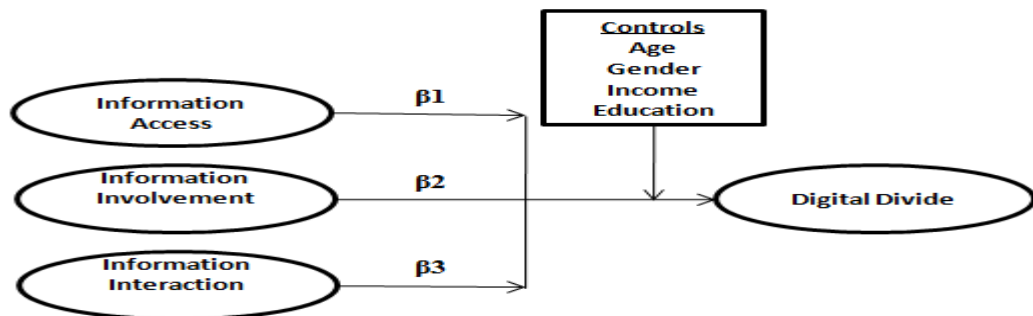 Controls
Age
Gender
Income
Education
Information
Access
β1
Information
Involvement
β2
Digital Divide
Information
Interaction
β3